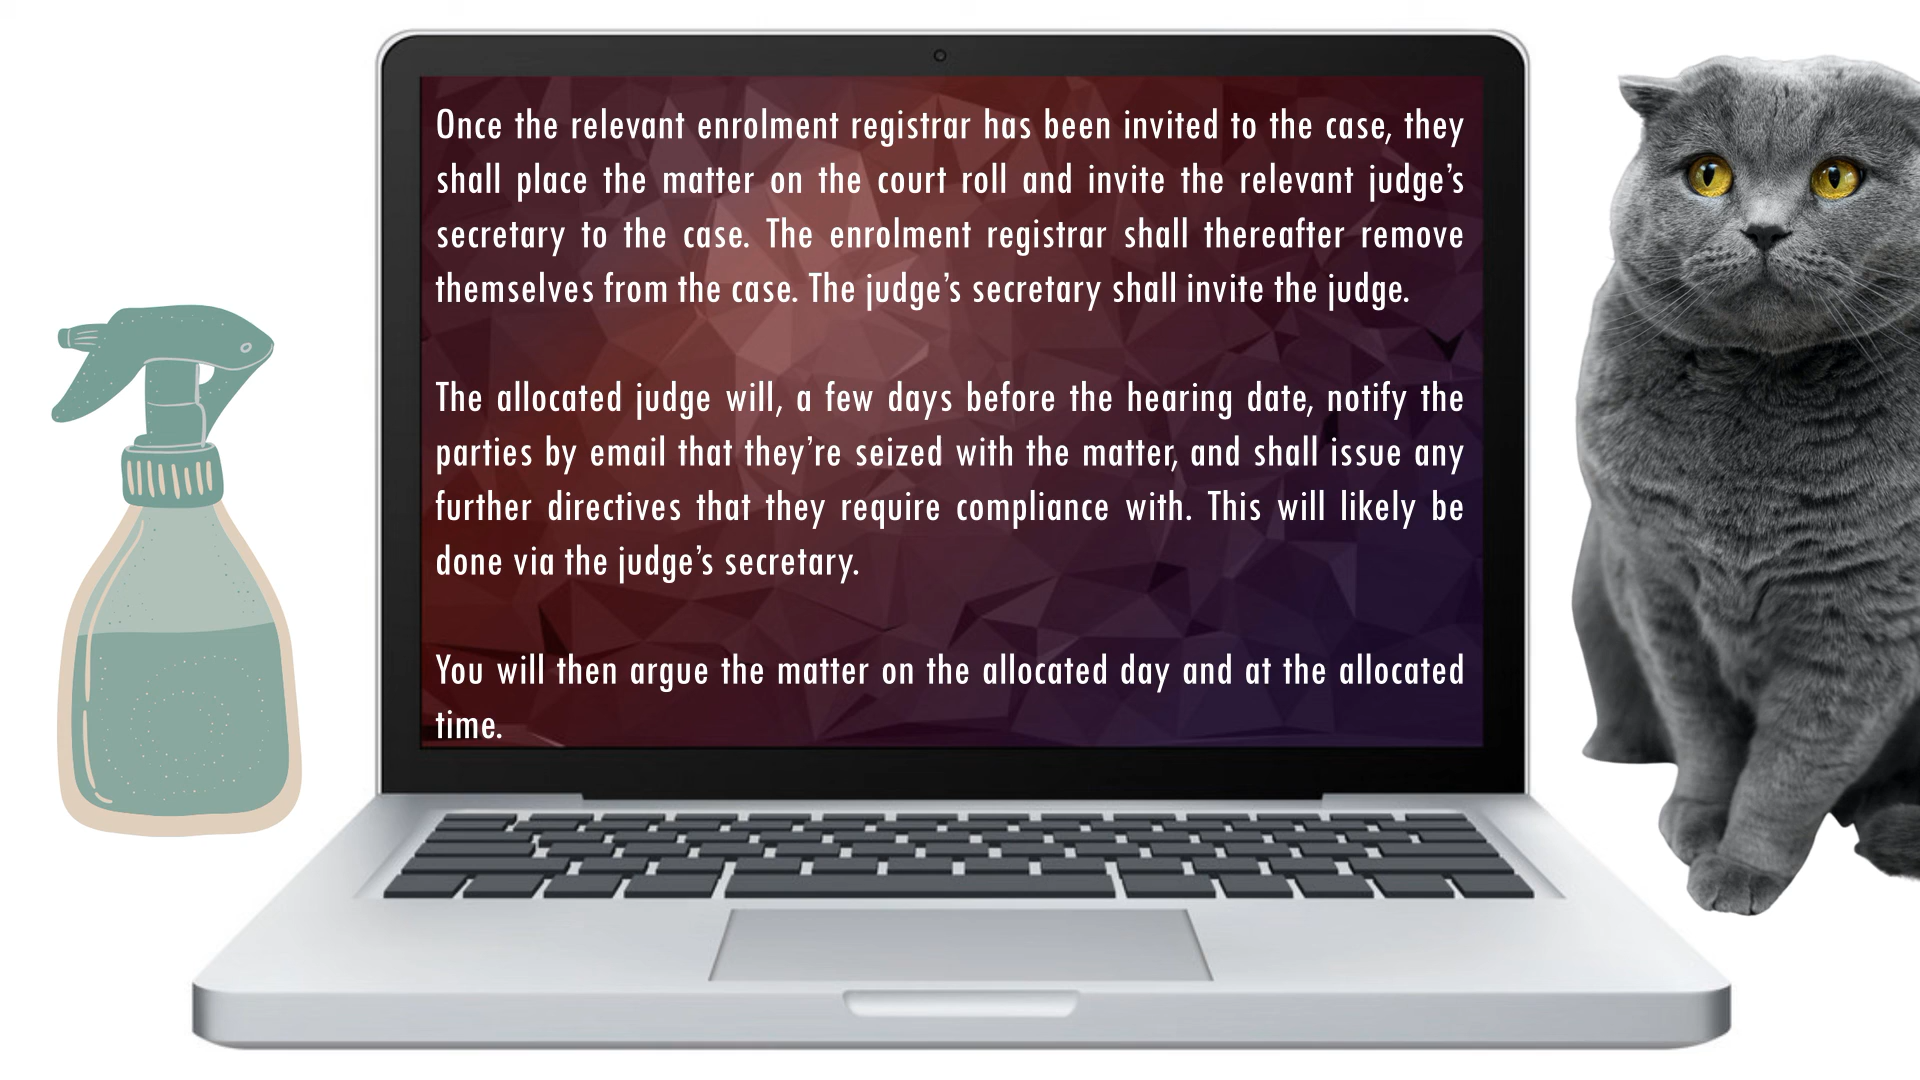 Once the relevant enrolment registrar has been invited to the case, they
shall place the matter on the court roll and invite the relevant judge’s
secretary to the case. The enrolment registrar shall thereafter remove
themselves from the case. The judge’s secretary shall invite the judge.
The allocated judge will, a few days before the hearing date, notify the
parties by email that they’re seized with the matter, and shall issue any
further directives that they require compliance with. This will likely be
done via the judge’s secretary.
You will then argue the matter on the allocated day and at the allocated
time.